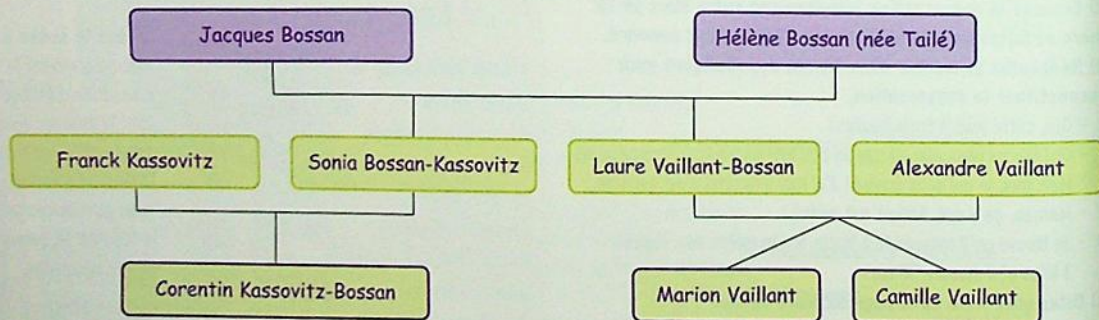 Jacques Bossan
Hélène Bossan (née Tailé)
Franck Kassovitz
Sonia Bossan-Kassovitz
Laure Vaillant-Bossan
Alexandre Vaillant
Corentin Kassovitz-Bossan
Marion Vaillant
Camille Vaillant